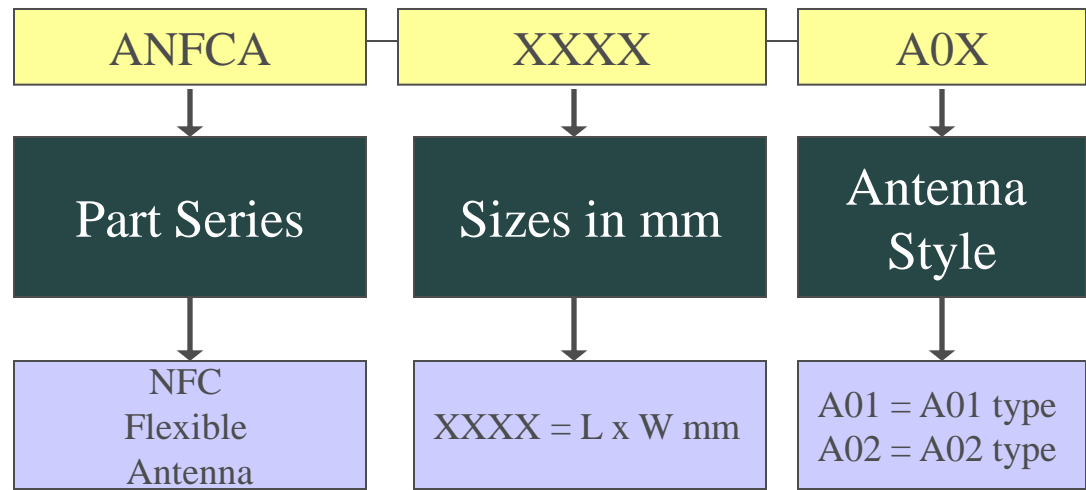 ANFCA
XXXX
A0X
Part Series
Sizes in mm
Antenna
Style
NFC
Flexible
Antenna
XXXX = L x W mm
A01 = A01 type
A02 = A02 type